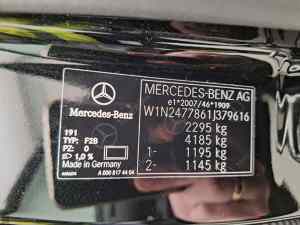 MERCEDES-BENZ AG
e1*2007/46*1909
W1N2477861J379616
2295 kg
4185 kg
1- 1195 kg
2- 1145 kg
Mercedes-Benz
191
TYP: F2B
PZ: 0
≤> 1,0 %
Made in Germany
A 000 817 44 04